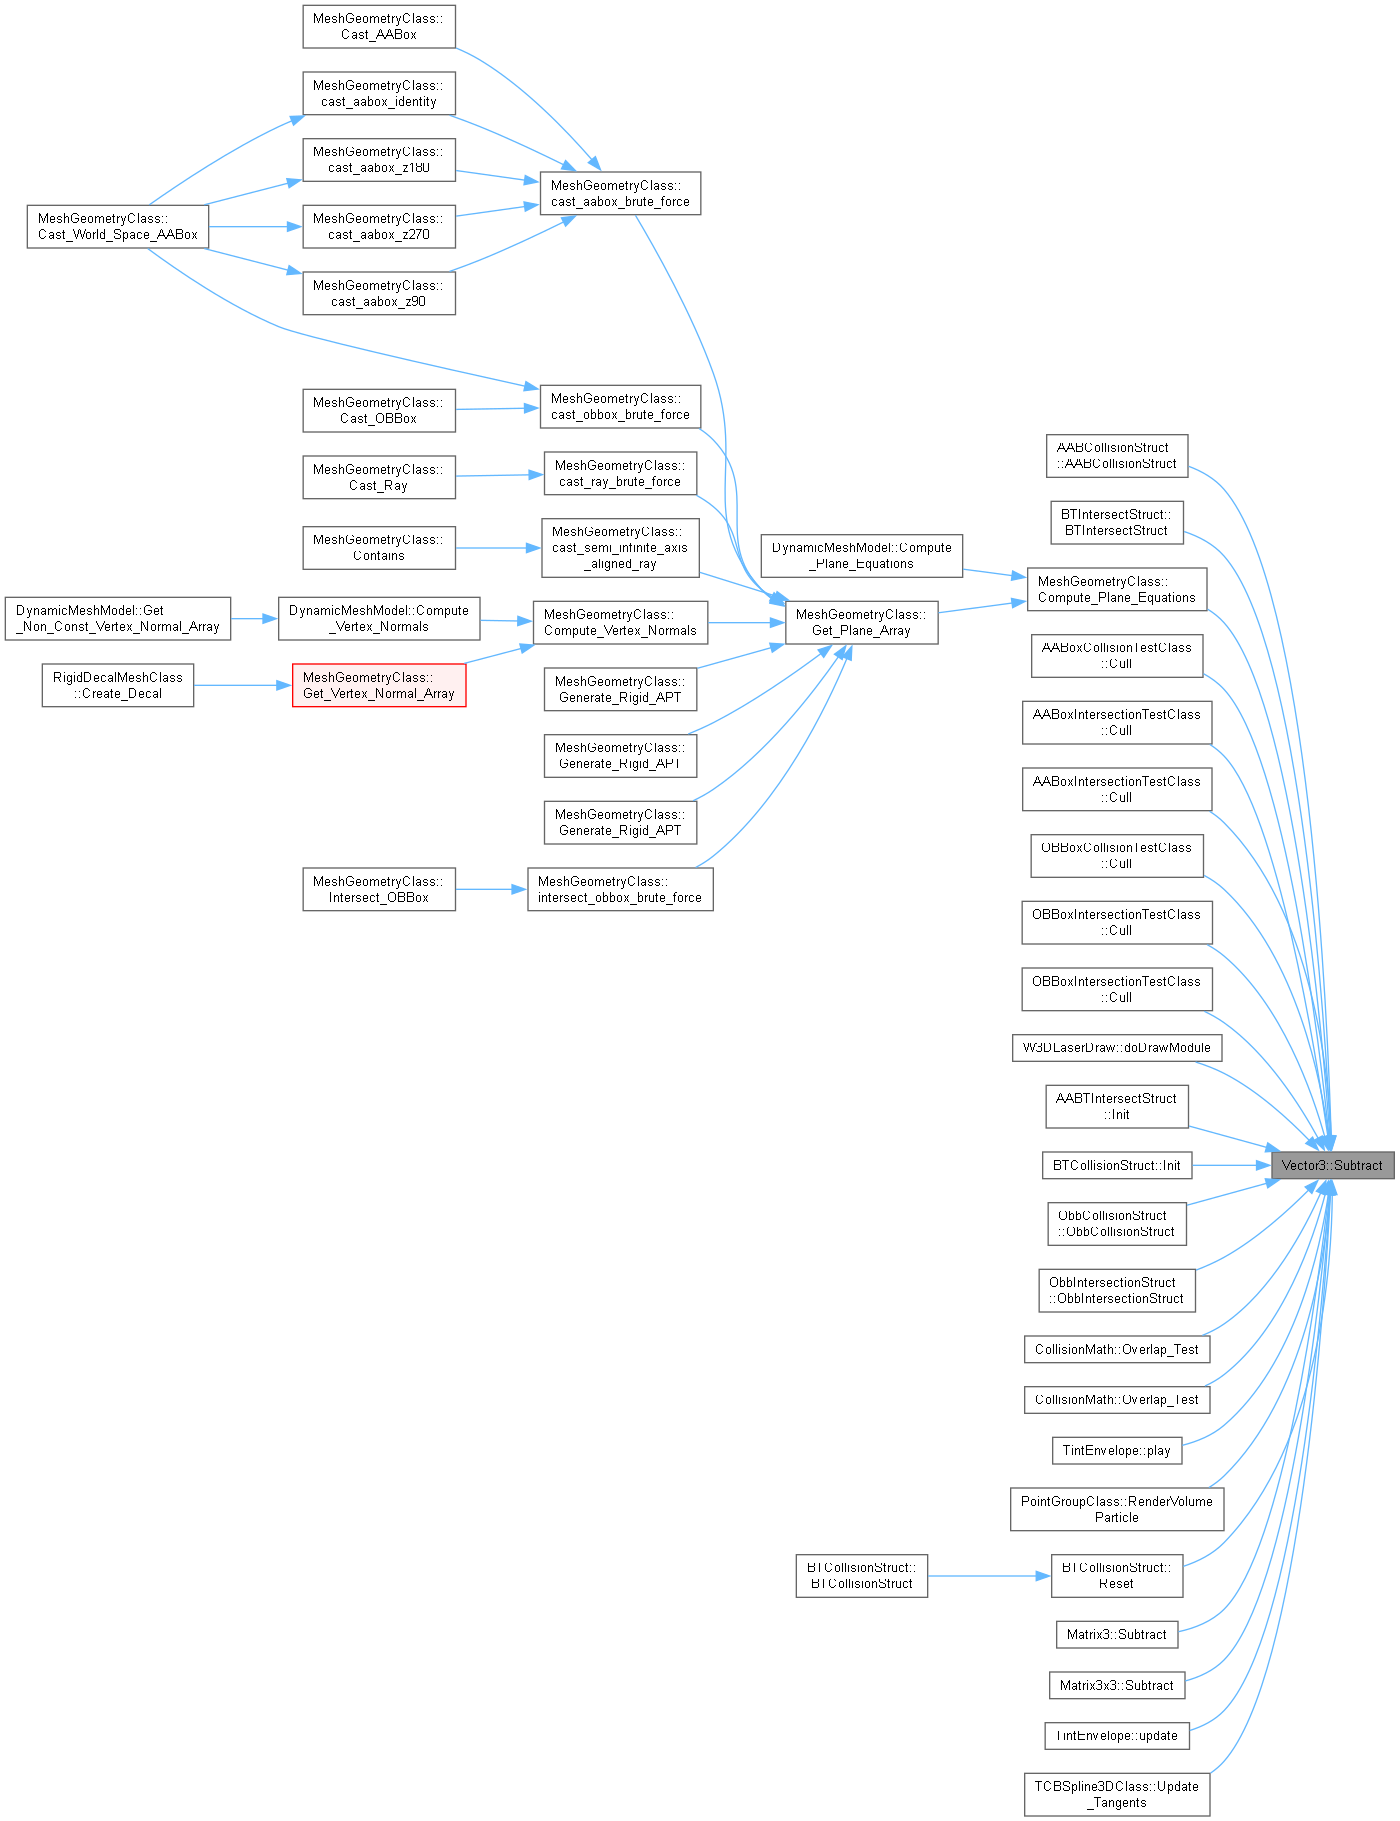 MeshGeometryClass::
Cast_AABox
MeshGeometryClass::
cast_aabox_identity
MeshGeometryClass::
cast_aabox_z180
MeshGeometryClass::
cast_aabox_brute_force
MeshGeometryClass::
Cast_World_Space_AABox
MeshGeometryClass::
cast_aabox_z270
MeshGeometryClass::
cast_aabox_z90
MeshGeometryClass::
Cast_OBBox
MeshGeometryClass::
cast_obbox_brute_force
MeshGeometryClass::
Cast_Ray
MeshGeometryClass::
cast_ray_brute_force
MeshGeometryClass::
Contains
MeshGeometryClass::
cast_semi_infinite_axis
_aligned_ray
DynamicMeshModel::Get
_Non_Const_Vertex_Normal_Array
DynamicMeshModel::Compute
_Vertex_Normals
MeshGeometryClass::
Compute_Vertex_Normals
RigidDecalMeshClass
::Create_Decal
MeshGeometryClass::
Get_Vertex_Normal_Array
MeshGeometryClass::
Generate_Rigid_APT
MeshGeometryClass::
Generate_Rigid_APT
MeshGeometryClass::
Generate_Rigid_APT
MeshGeometryClass::
Intersect_OBBox
MeshGeometryClass::
intersect_obbox_brute_force
DynamicMeshModel::Compute
_Plane_Equations
MeshGeometryClass::
Get_Plane_Array
AABCollisionStruct
::AABCollisionStruct
BTIntersectStruct::
BTIntersectStruct
MeshGeometryClass::
Compute_Plane_Equations
AABoxCollisionTestClass
::Cull
AABoxIntersectionTestClass
::Cull
AABoxIntersectionTestClass
::Cull
OBBoxCollisionTestClass
::Cull
OBBoxIntersectionTestClass
::Cull
OBBoxIntersectionTestClass
::Cull
W3DLaserDraw::doDrawModule
AABTIntersectStruct
::Init
BTCollisionStruct::Init
Vector3::Subtract
ObbCollisionStruct
::ObbCollisionStruct
ObbIntersectionStruct
::ObbIntersectionStruct
CollisionMath::Overlap_Test
CollisionMath::Overlap_Test
TintEnvelope::play
PointGroupClass::RenderVolume
Particle
BTCollisionStruct::
BTCollisionStruct
BTCollisionStruct::
Reset
Matrix3::Subtract
Matrix3x3::Subtract
TintEnvelope::update
TCBSpline3DClass::Update
_Tangents